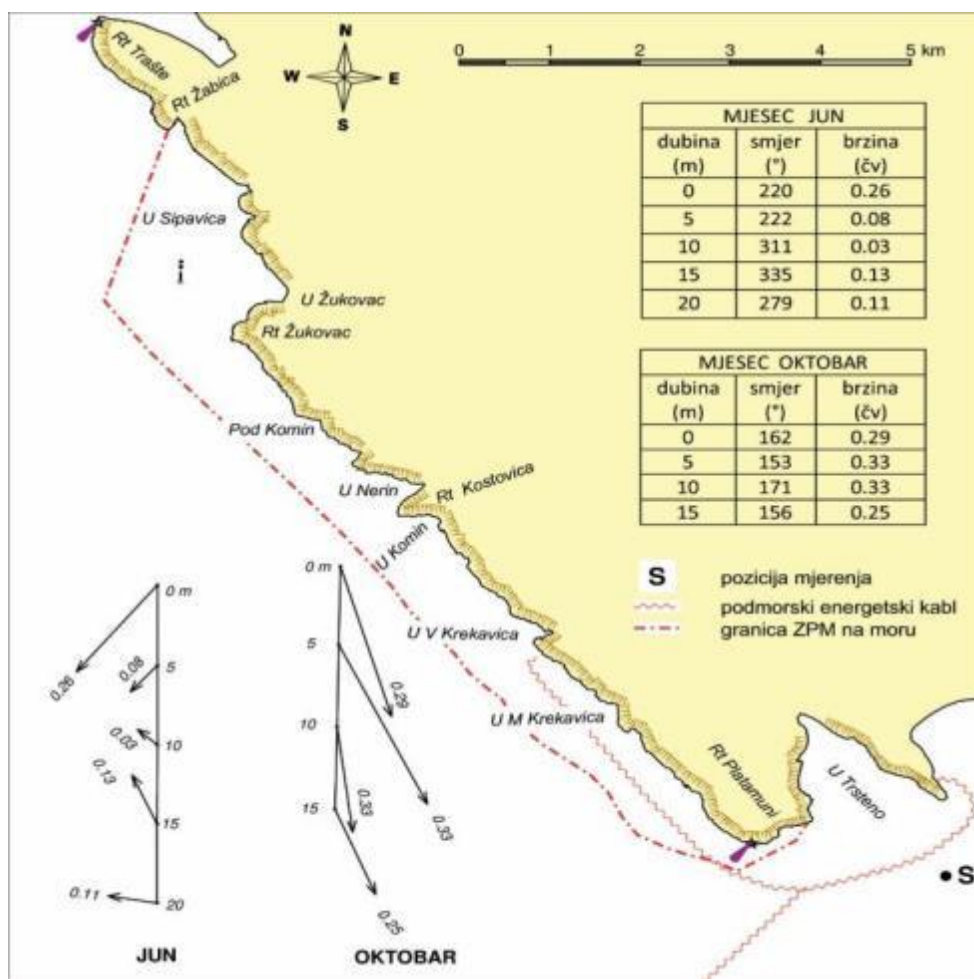 Rt Trašte
Rt Žabica
N
W E
S
0 1 2 3 4 5 km
U Sipavica
U Žukovac
Rt Žukovac
Pod Komin
U Nerin
Rt Kostovica
U Komin
U V Krekavica
U M Krekavica
Rt Platamuni
U Trsteno
MJESEC JUN
dubina smjer brzina
(m) (°) (čv)
0 220 0.26
5 222 0.08
10 311 0.03
15 335 0.13
20 279 0.11
MJESEC OKTOBAR
dubina smjer brzina
(m) (°) (čv)
0 162 0.29
5 153 0.33
10 171 0.33
15 156 0.25
S pozicija mjerenja
podmorski energetski kabl
granica ZPM na moru
S
0 m
0.26
0.08
5
0.03
10
0.13
15
0.11
20
JUN
0 m
5
0.29
10
0.33
0.33
15
0.25
OKTOBAR